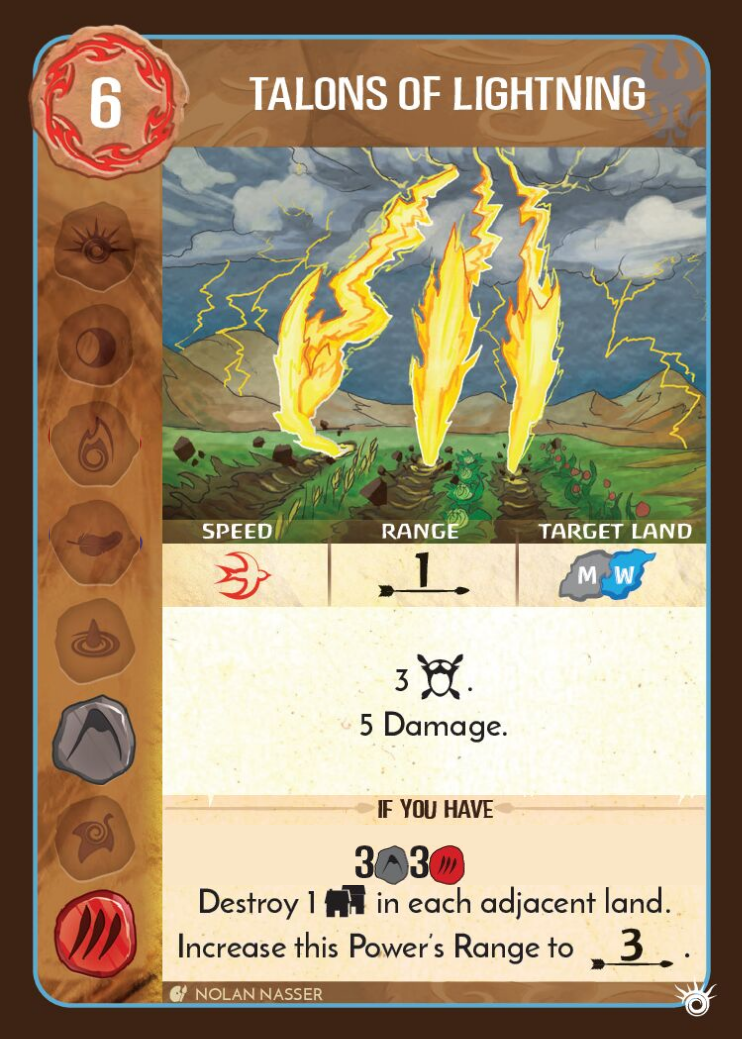 6
TALONS OF LIGHTNING
SPEED RANGE TARGET LAND
1 M W
3 .
5 Damage.
IF YOU HAVE
3 3
Destroy 1 in each adjacent land.
Increase this Power's Range to 3 .
NOLAN NASSER